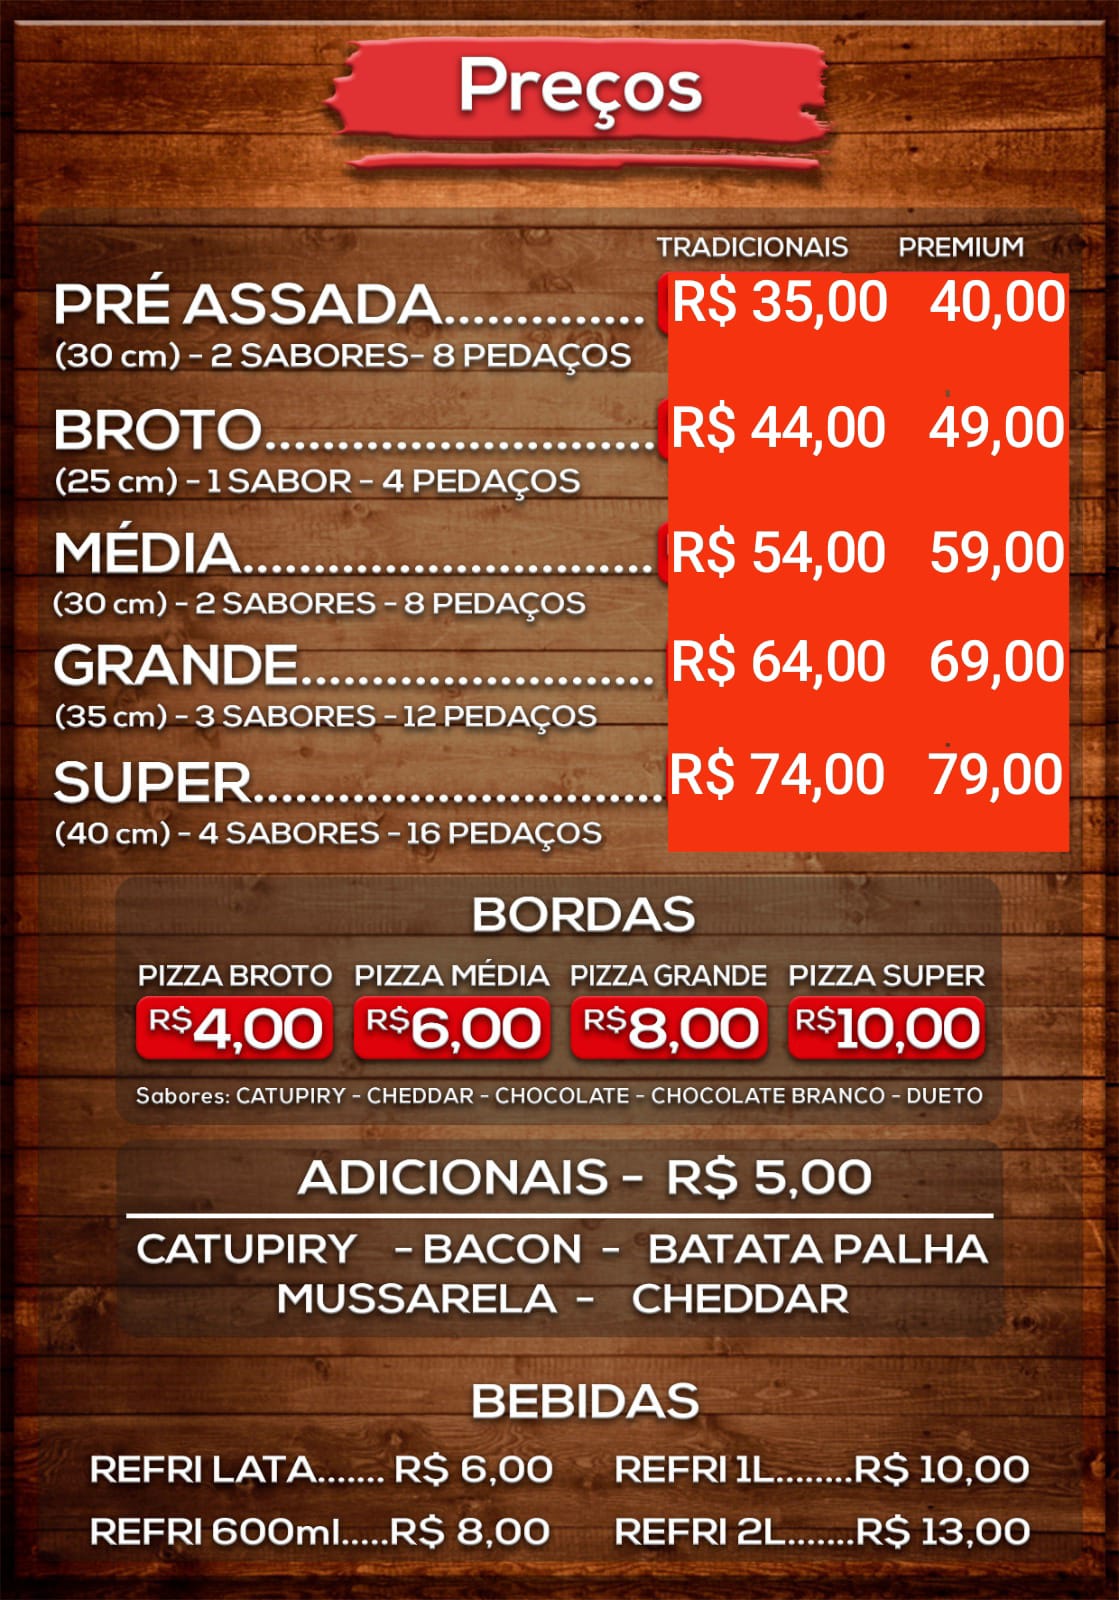 Preços
TRADICIONAIS PREMIUM
PRÉ ASSADA.............. R$ 35,00 40,00
(30 cm) - 2 SABORES- 8 PEDAÇOS
BROTO........................... R$ 44,00 49,00
(25 cm) - 1 SABOR - 4 PEDAÇOS
MÉDIA............................. R$ 54,00 59,00
(30 cm) - 2 SABORES - 8 PEDAÇOS
GRANDE......................... R$ 64,00 69,00
(35 cm) - 3 SABORES - 12 PEDAÇOS
SUPER............................. R$ 74,00 79,00
(40 cm) - 4 SABORES - 16 PEDAÇOS
BORDAS
PIZZA BROTO PIZZA MÉDIA PIZZA GRANDE PIZZA SUPER
R$4,00 R$6,00 R$8,00 R$10,00
Sabores: CATUPIRY - CHEDDAR - CHOCOLATE - CHOCOLATE BRANCO - DUETO
ADICIONAIS - R$ 5,00
CATUPIRY - BACON - BATATA PALHA
MUSSARELA - CHEDDAR
BEBIDAS
REFRI LATA....... R$ 6,00 REFRI 1L........R$ 10,00
REFRI 600ml.....R$ 8,00 REFRI 2L.......R$ 13,00